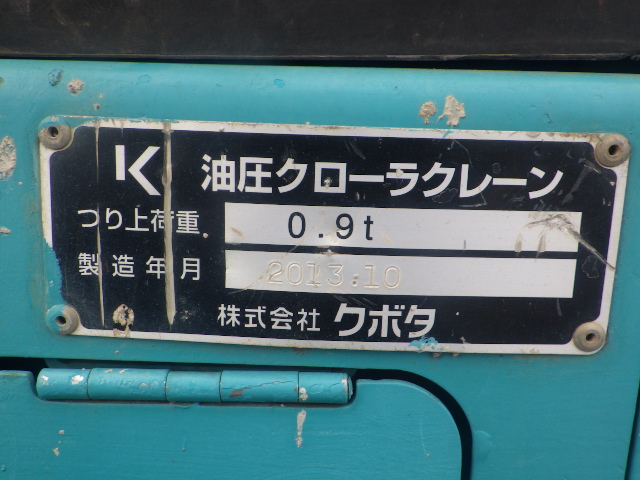 K 油圧クローラクレーン
つり上荷重 0.9t
製造年月 2013.10
株式会社 クボタ